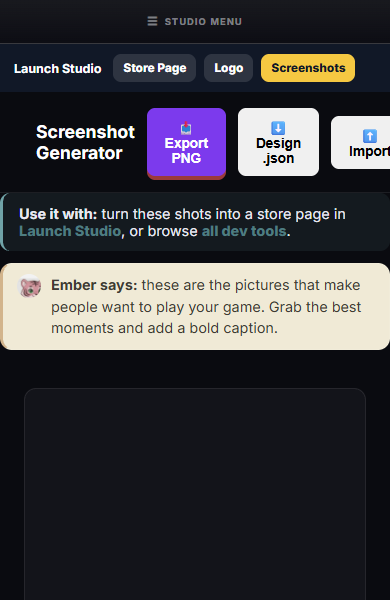 ☰ STUDIO MENU
Launch Studio Store Page Logo Screenshots
Screenshot
Generator
Export
PNG
Design
.json
Import
Use it with: turn these shots into a store page in
Launch Studio, or browse all dev tools.
Ember says: these are the pictures that make
people want to play your game. Grab the best
moments and add a bold caption.